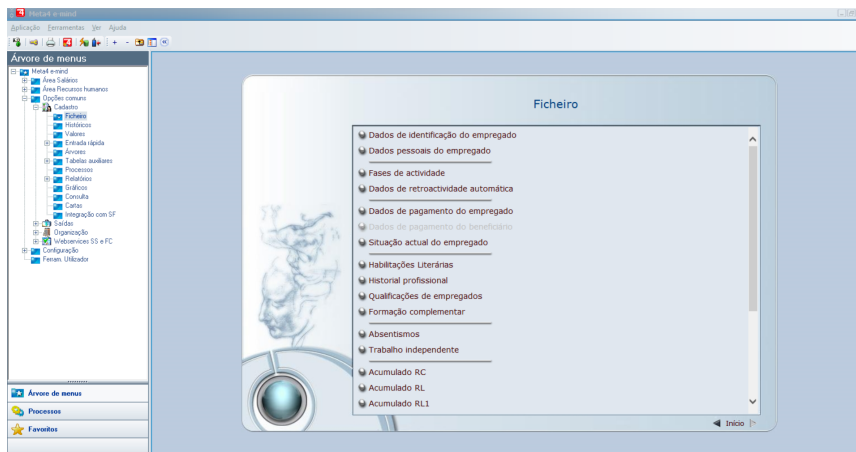 Meta4 e-mind
Aplicação Ferramentas Ver Ajuda
Árvore de menus
Meta4 e-mind
Área Salários
Área Recursos humanos
Opções comuns
Cadastro
Ficheiro
Históricos
Valores
Entrada rápida
Árvores
Tabelas auxiliares
Processos
Relatórios
Gráficos
Consulta
Cartas
Integração com SF
Saídas
Organização
Webservices SS e FC
Configuração
Ferram. Utilizador
Árvore de menus
Processos
Favoritos
Ficheiro
Dados de identificação do empregado
Dados pessoais do empregado
Fases de actividade
Dados de retroactividade automática
Dados de pagamento do empregado
Dados de pagamento do beneficiário
Situação actual do empregado
Habilitações Literárias
Historial profissional
Qualificações de empregados
Formação complementar
Absentismos
Trabalho independente
Acumulado RC
Acumulado RL
Acumulado RL1
Início